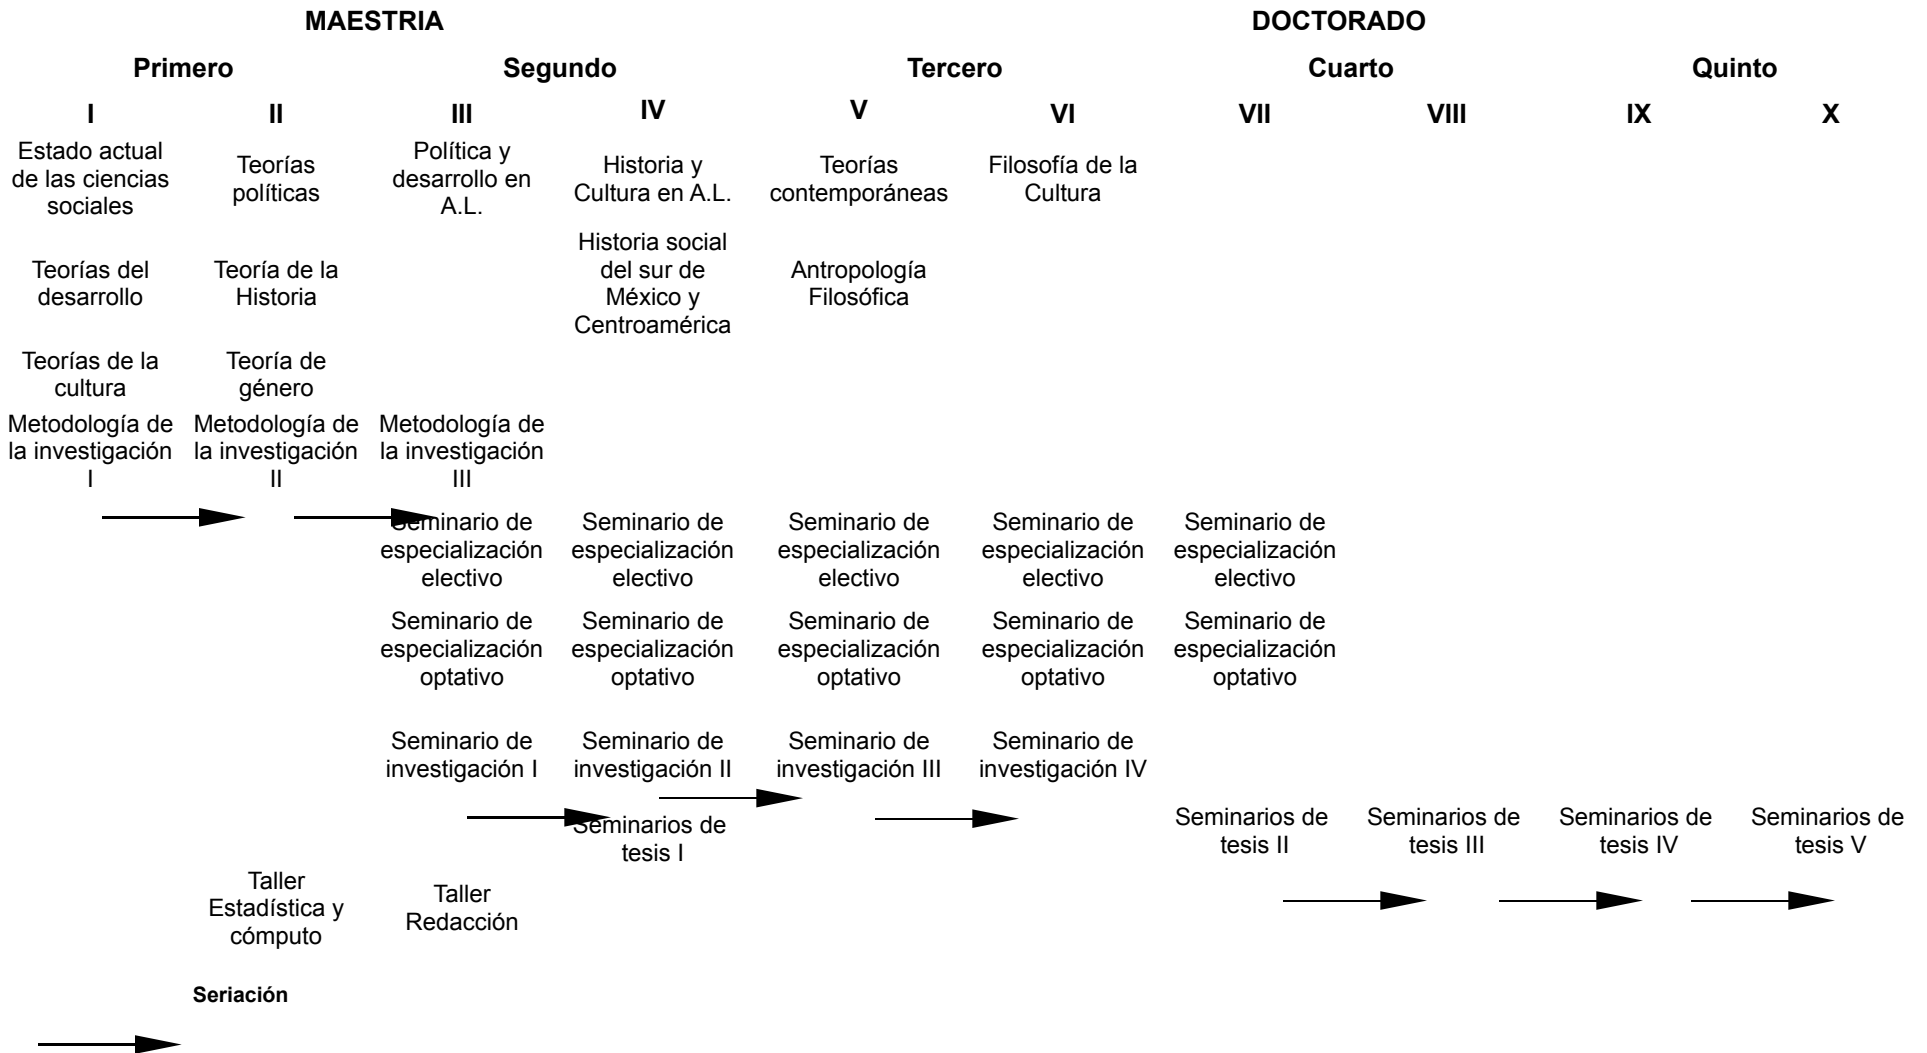 MAESTRIA DOCTORADO
Primero Segundo Tercero Cuarto Quinto
I II III IV V VI VII VIII IX X
Estado actual
de las ciencias
sociales
Teorías
políticas
Política y
desarrollo en
A.L.
Historia y
Cultura en A.L.
Teorías
contemporáneas
Filosofía de la
Cultura
Teorías del
desarrollo
Teoría de la
Historia
Historia social
del sur de
México y
Centroamérica
Antropología
Filosófica
Teorías de la
cultura
Teoría de
género
Metodología de
la investigación
I
Metodología de
la investigación
II
Metodología de
la investigación
III
Seminario de
especialización
electivo
Seminario de
especialización
electivo
Seminario de
especialización
electivo
Seminario de
especialización
electivo
Seminario de
especialización
electivo
Seminario de
especialización
optativo
Seminario de
especialización
optativo
Seminario de
especialización
optativo
Seminario de
especialización
optativo
Seminario de
especialización
optativo
Seminario de
investigación I
Seminario de
investigación II
Seminario de
investigación III
Seminario de
investigación IV
Seminarios de
tesis I
Seminarios de
tesis II
Seminarios de
tesis III
Seminarios de
tesis IV
Seminarios de
tesis V
Taller
Estadística y
cómputo
Taller
Redacción
Seriación